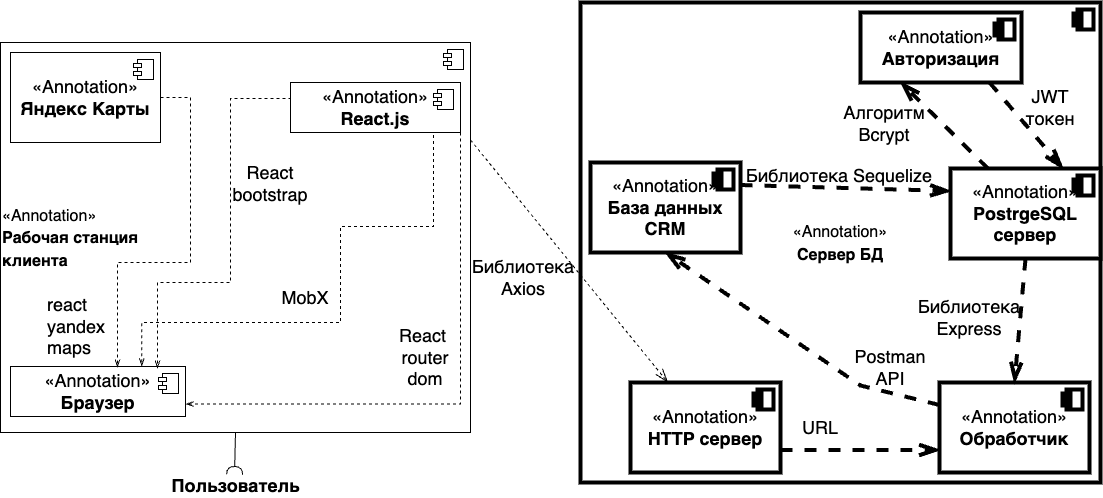 «Annotation»
Яндекс Карты
«Annotation»
React.js
React
bootstrap
«Annotation»
Рабочая станция
клиента
react
yandex
maps
MobX
React
router
dom
«Annotation»
Браузер
Пользователь
Библиотека
Axios
«Annotation»
Авторизация
Алгоритм
Bcrypt
JWT
токен
«Annotation»
База данных
CRM
Библиотека Sequelize
«Annotation»
PostrgeSQL
сервер
«Annotation»
Сервер БД
Библиотека
Express
Postman
API
«Annotation»
HTTP сервер
URL
«Annotation»
Обработчик